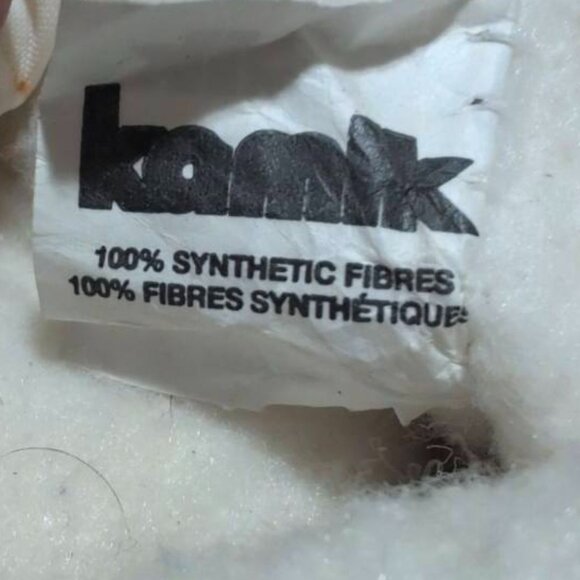 kamik
100% SYNTHETIC FIBRES
100% FIBRES SYNTHÉTIQUES